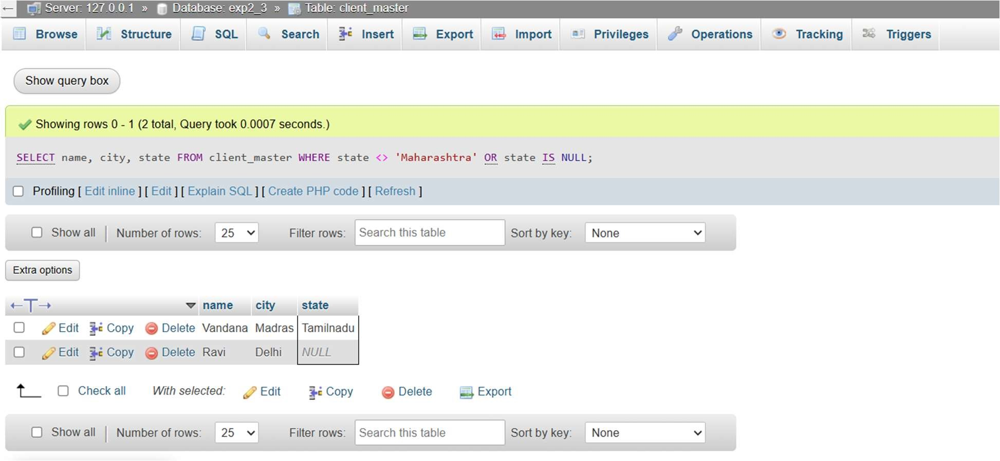 Server: 127.0.0.1 » Database: exp2_3 » Table: client_master
Browse Structure SQL Search Insert Export Import Privileges Operations Tracking Triggers
Show query box
Showing rows 0 - 1 (2 total, Query took 0.0007 seconds.)
SELECT name, city, state FROM client_master WHERE state <> 'Maharashtra' OR state IS NULL;
Profiling [ Edit inline ] [ Edit ] [ Explain SQL ] [ Create PHP code ] [ Refresh ]
Show all | Number of rows: 25 Filter rows: Search this table Sort by key: None
Extra options
name city state
Edit Copy Delete Vandana Madras Tamilnadu
Edit Copy Delete Ravi Delhi NULL
Check all With selected: Edit Copy Delete Export
Show all | Number of rows: 25 Filter rows: Search this table Sort by key: None